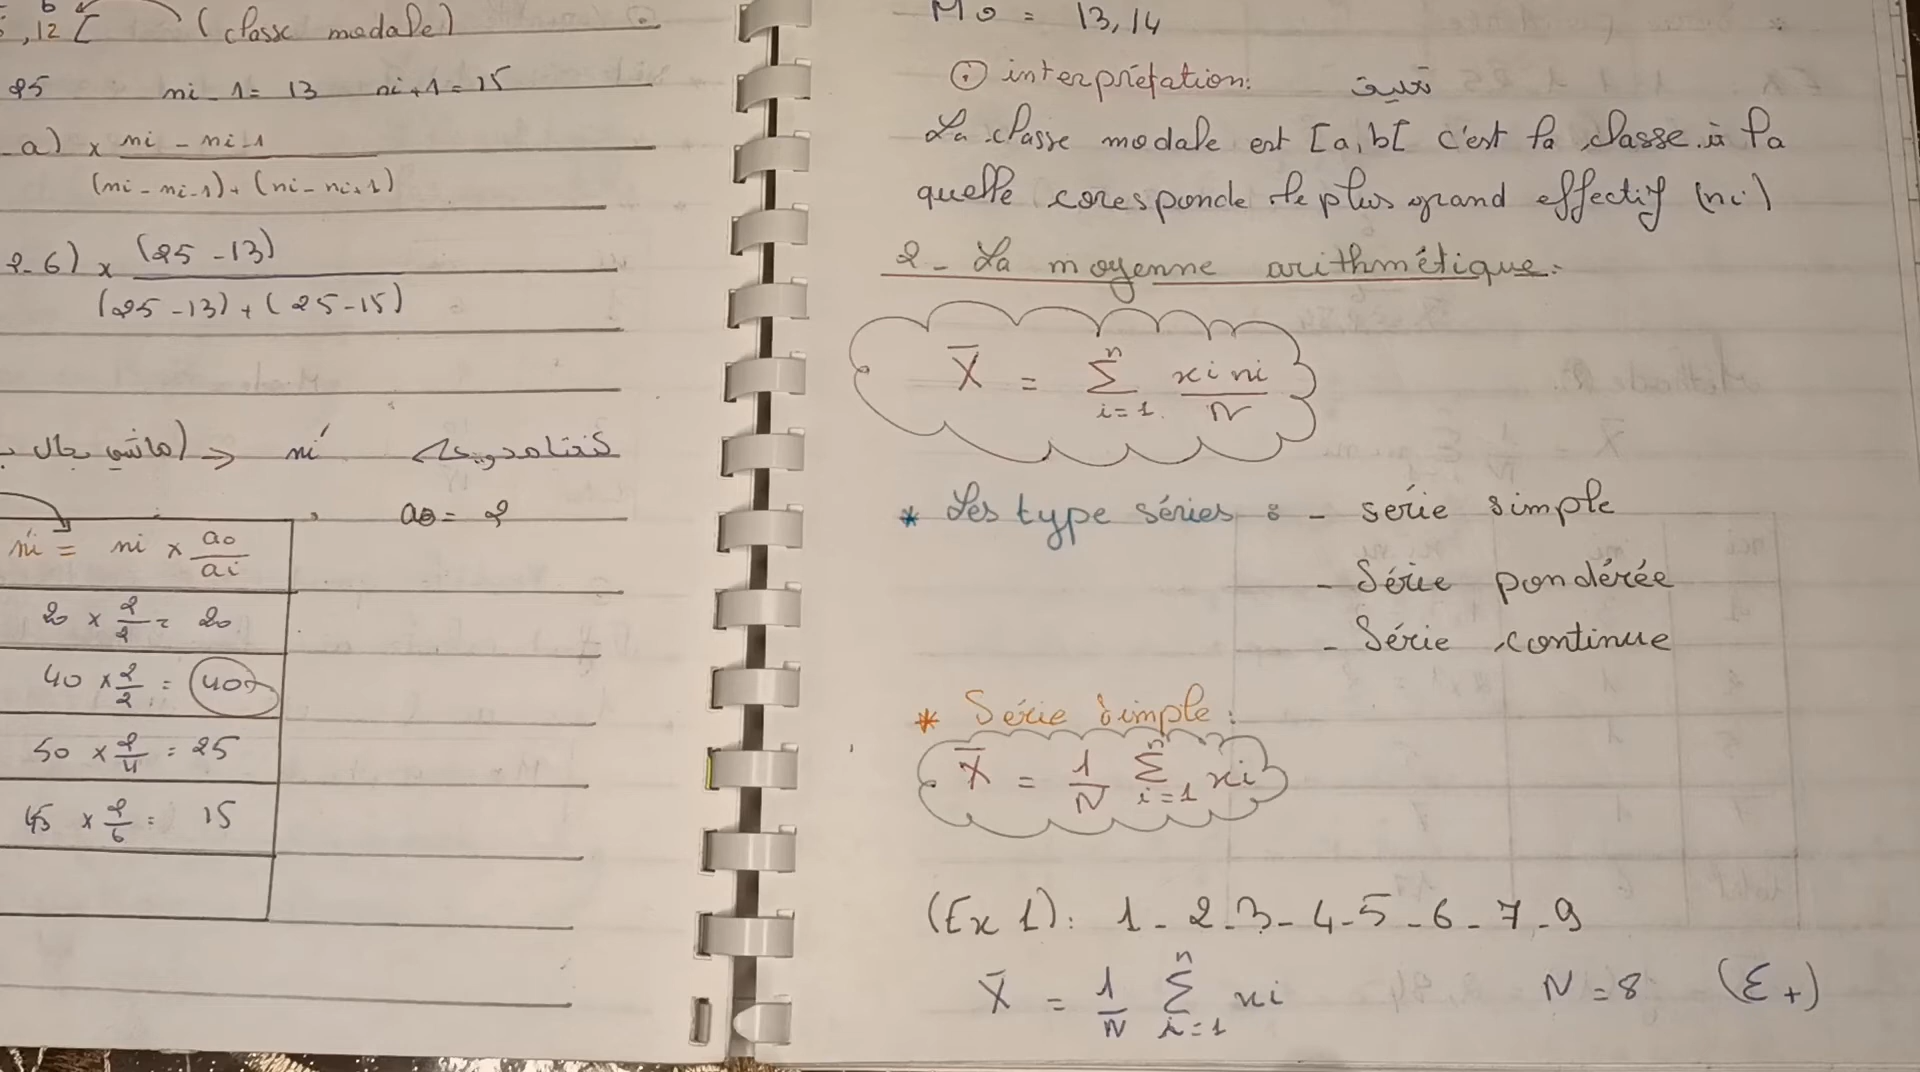 ,12 [ (classe modale)
25 ni-1 = 13 ni+1 = 15
a) x ni - ni-1
(ni - ni-1) + (ni - ni+1)
2-6) x (25-13)
(25-13) + (25-15)
ni
a0 = 2
ni = ni x a0/ai
20 x 2/2 = 20
40 x 2/2 = 40
50 x 2/4 = 25
45 x 2/6 = 15
Mo = 13,14
interprétation:
La classe modale est [a,b[ c'est la classe à la
quelle coresponde le plus grand effectif (ni)
2- La moyenne arithmétique:
X̄ = Σ i=1 n xi ni / N
* Les type séries : - serie simple
- Série pondérée
- Série continue
* Série simple :
X̄ = 1/N Σ i=1 n xi
(Ex 1): 1 - 2 - 3 - 4 - 5 - 6 - 7 - 9
X̄ = 1/N Σ i=1 n xi N = 8 (Σ+)